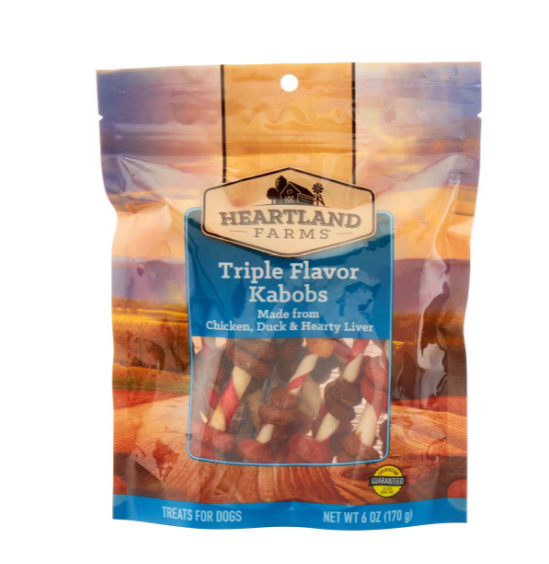 HEARTLAND
FARMS
Triple Flavor
Kabobs
Made from
Chicken, Duck & Hearty Liver
GUARANTEED
TREATS FOR DOGS
NET WT 6 OZ (170 g)